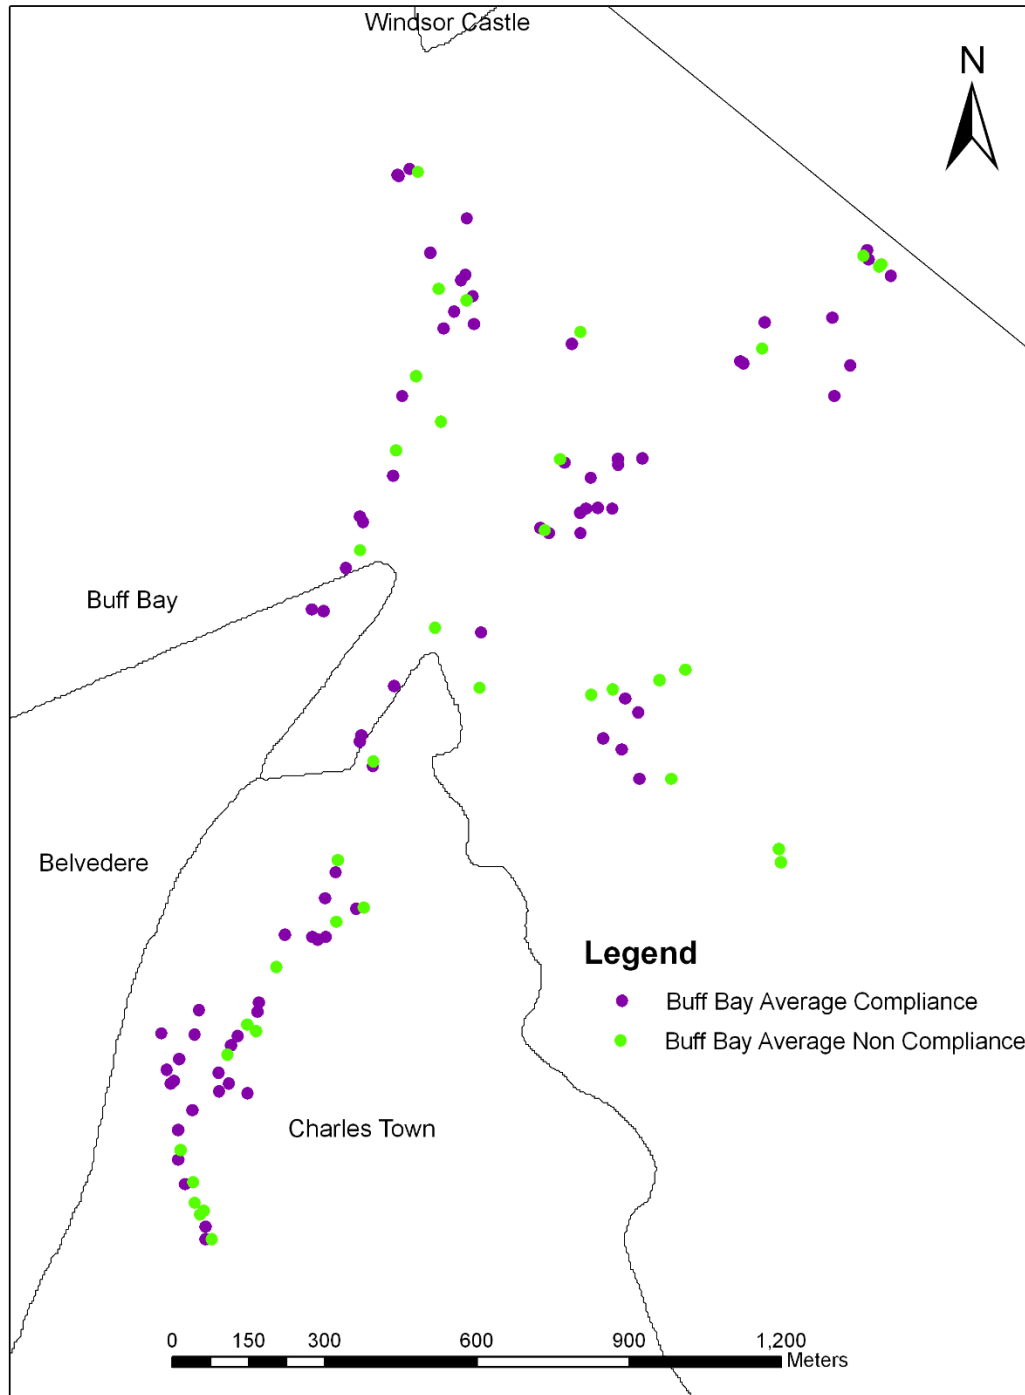 Windsor Castle
N
Buff Bay
Belvedere
Legend
Buff Bay Average Compliance
Buff Bay Average Non Compliance
Charles Town
0 150 300 600 900 1,200
Meters